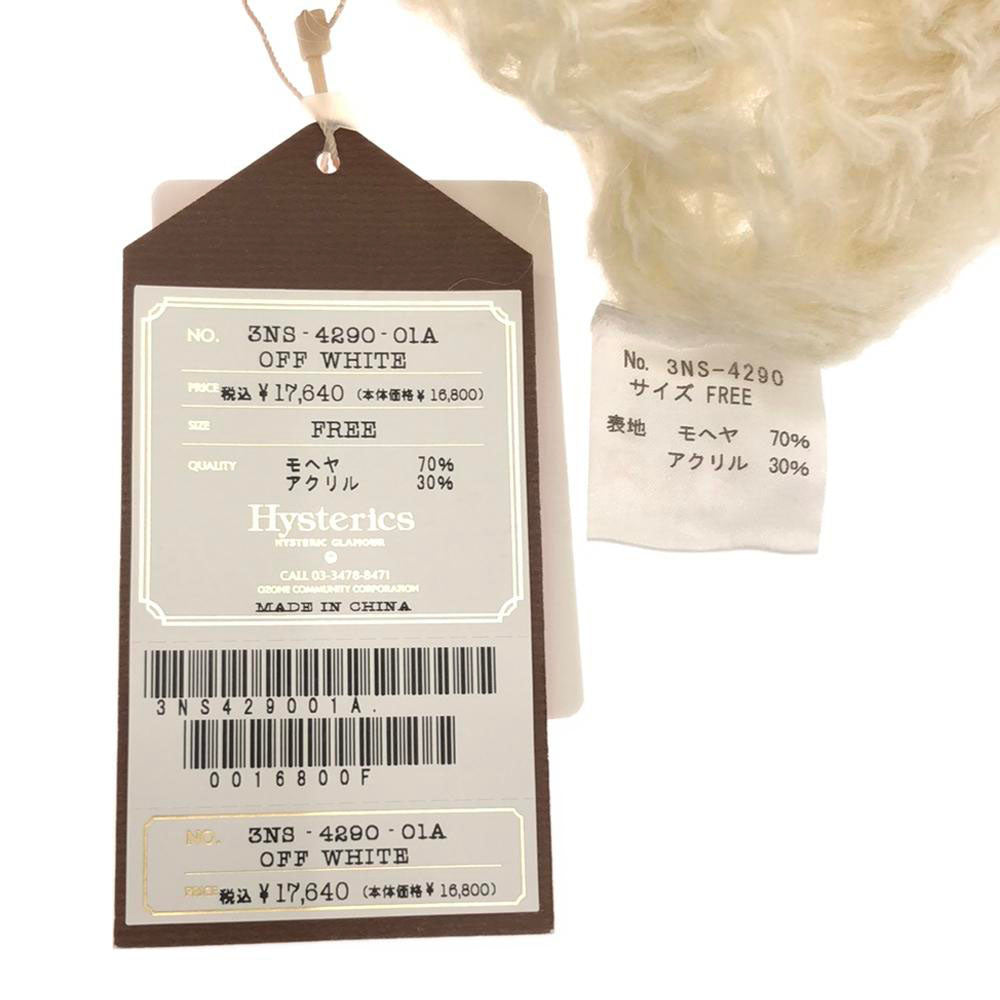 NO. 3NS-4290-01A
OFF WHITE
PRICE 税込 ¥17,640 (本体価格¥16,800)
SIZE FREE
QUALITY モヘヤ 70%
アクリル 30%
Hysterics
HYSTERIC GLAMOUR
CALL 03-3478-8471
OZONE COMMUNITY CORPORATION
MADE IN CHINA
3NS429001A.
0016800F
NO. 3NS-4290-01A
OFF WHITE
PRICE 税込 ¥17,640 (本体価格¥16,800)
No. 3NS-4290
サイズ FREE
表地 モヘヤ 70%
アクリル 30%